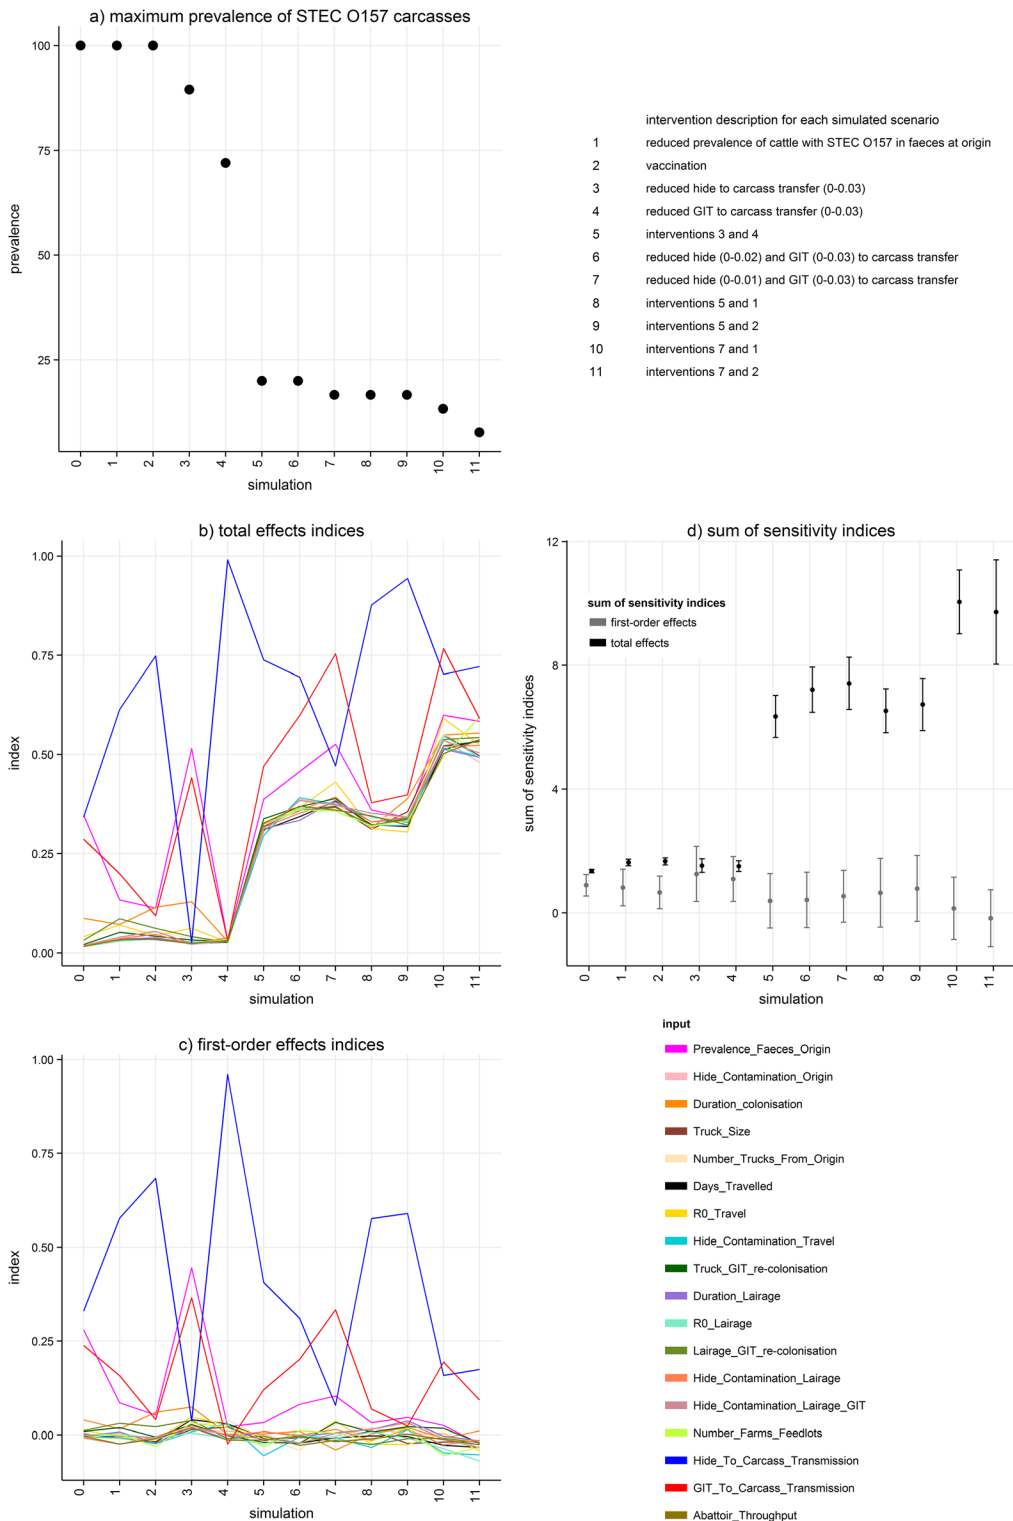 a) maximum prevalence of STEC O157 carcasses
100
75
50
25
prevalence
0 1 2 3 4 5 6 7 8 9 10 11
simulation
intervention description for each simulated scenario
1 reduced prevalence of cattle with STEC O157 in faeces at origin
2 vaccination
3 reduced hide to carcass transfer (0-0.03)
4 reduced GIT to carcass transfer (0-0.03)
5 interventions 3 and 4
6 reduced hide (0-0.02) and GIT (0-0.03) to carcass transfer
7 reduced hide (0-0.01) and GIT (0-0.03) to carcass transfer
8 interventions 5 and 1
9 interventions 5 and 2
10 interventions 7 and 1
11 interventions 7 and 2
b) total effects indices
1.00
0.75
0.50
0.25
0.00
index
0 1 2 3 4 5 6 7 8 9 10 11
simulation
d) sum of sensitivity indices
12
8
4
0
sum of sensitivity indices
sum of sensitivity indices
first-order effects
total effects
0 1 2 3 4 5 6 7 8 9 10 11
simulation
c) first-order effects indices
1.00
0.75
0.50
0.25
0.00
index
0 1 2 3 4 5 6 7 8 9 10 11
simulation
input
Prevalence_Faeces_Origin
Hide_Contamination_Origin
Duration_colonisation
Truck_Size
Number_Trucks_From_Origin
Days_Travelled
R0_Travel
Hide_Contamination_Travel
Truck_GIT_re-colonisation
Duration_Lairage
R0_Lairage
Lairage_GIT_re-colonisation
Hide_Contamination_Lairage
Hide_Contamination_Lairage_GIT
Number_Farms_Feedlots
Hide_To_Carcass_Transmission
GIT_To_Carcass_Transmission
Abattoir_Throughput